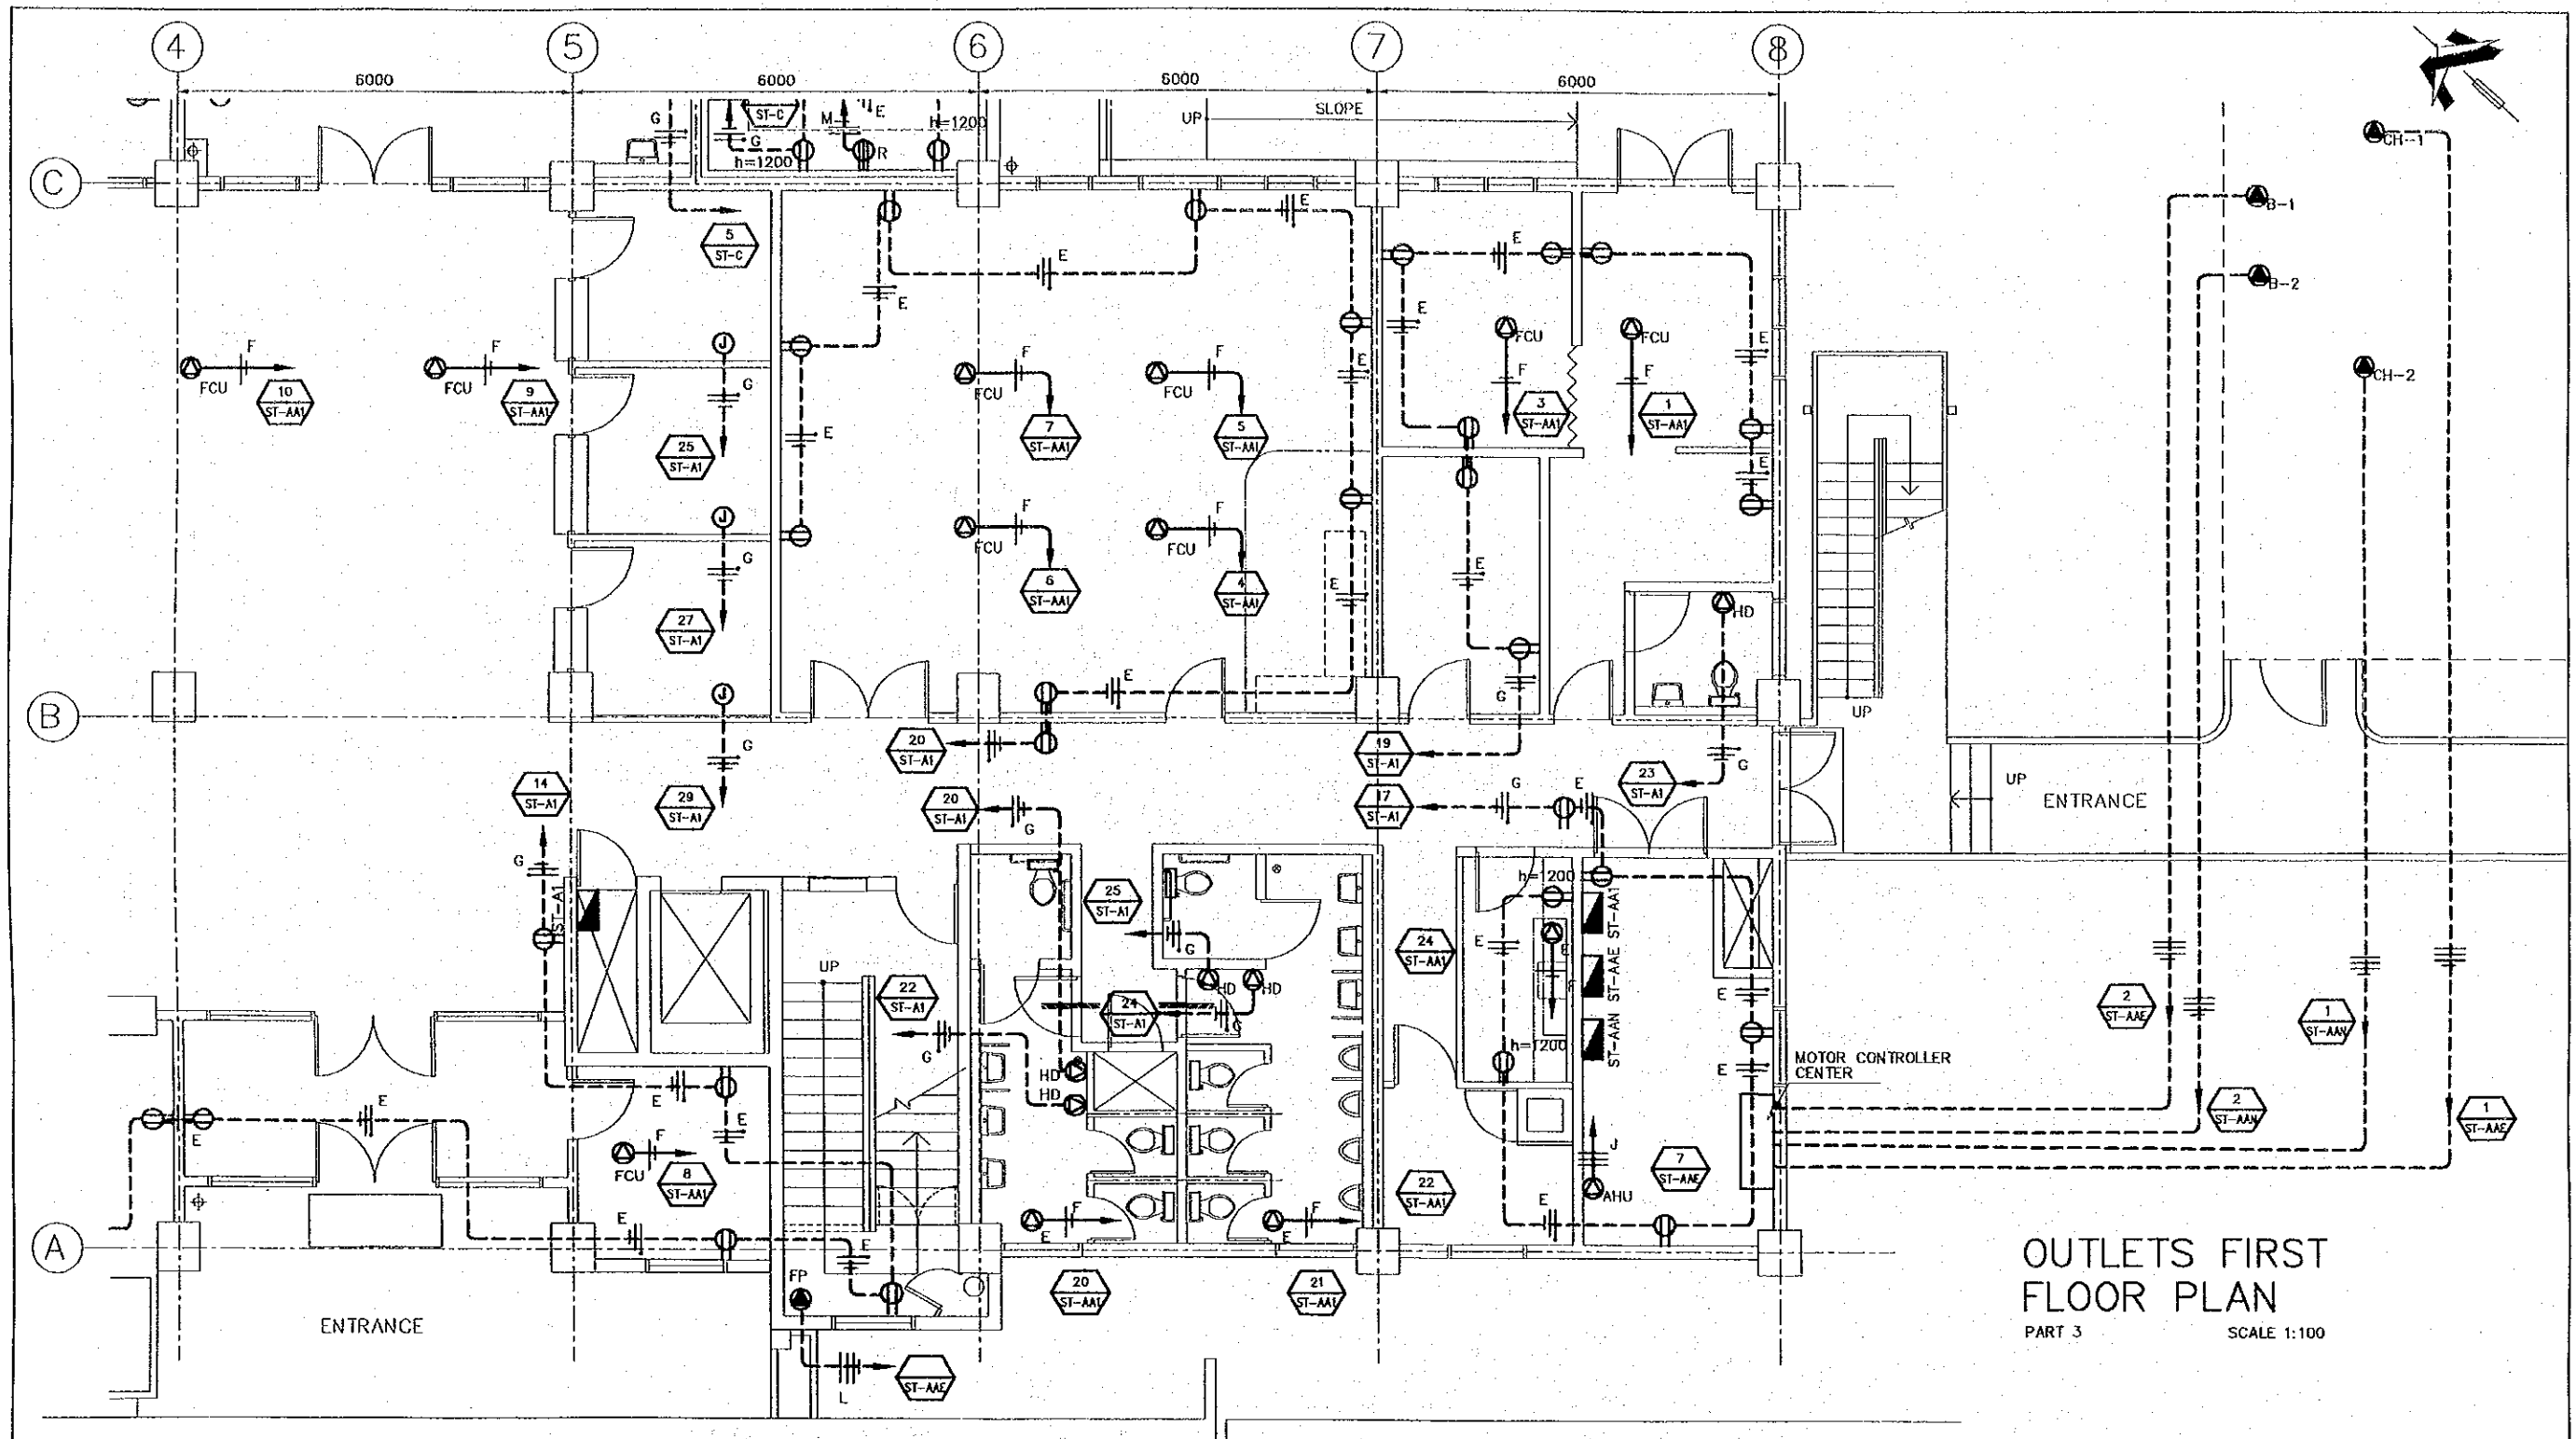 4
5
6
7
8
6000
6000
6000
6000
SLOPE
UP
CH-1
G
ST-C
G
M
E
h=1200
h=1200
R
C
B-1
E
5
ST-C
E
E
E
B-2
E
E
FCU
FCU
E
F
F
F
F
CH-2
FCU
FCU
FCU
FCU
E
F
F
10
ST-AA1
9
ST-AA1
G
3
ST-AA1
1
ST-AA1
J
7
ST-AA1
5
ST-AA1
E
25
ST-A1
E
J
F
F
FCU
FCU
G
E
E
6
ST-AA1
4
ST-AA1
HD
27
ST-A1
J
E
G
B
UP
20
ST-A1
19
ST-A1
G
G
23
ST-A1
UP
ENTRANCE
14
ST-A1
29
ST-A1
20
ST-A1
G
17
ST-A1
G
E
G
25
ST-A1
h=1200
ST-A1
ST-AA1
G
24
ST-AA1
E
E
UP
22
ST-A1
HD
HD
ST-AAE
E
2
ST-AAE
24
ST-A1
G
1
ST-AAN
G
h=1200
ST-AAN
MOTOR CONTROLLER
CENTER
HD
HD
E
E
E
E
E
2
ST-AAN
1
ST-AAE
F
FCU
8
ST-AA1
J
7
ST-AAE
AHU
22
ST-AA1
F
F
E
E
E
E
E
A
OUTLETS FIRST
FLOOR PLAN
PART 3
SCALE 1:100
FP
20
ST-AA1
21
ST-AA1
ENTRANCE
L
ST-AAE